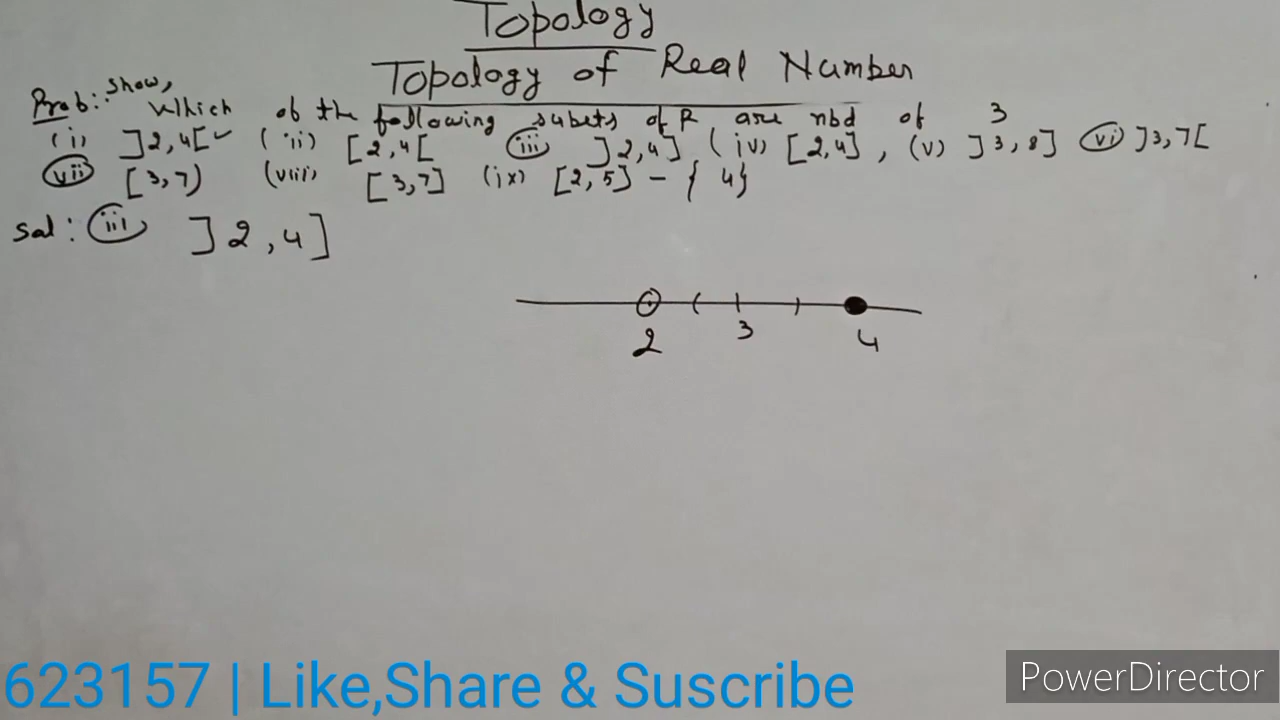 Topology
Topology of Real Number
Prob:- show, Which of the following subets of R are nbd of 3
(i) ]2,4[ ✓ (ii) [2,4[ (iii) ]2,4] (iv) [2,4] , (v) ]3,8] (vi) ]3,7[
(vii) [3,7) (viii) [3,7] (ix) [2,5] - { 4}
Sol: (iii) ]2,4]
2 3 4
623157 | Like,Share & Suscribe
PowerDirector